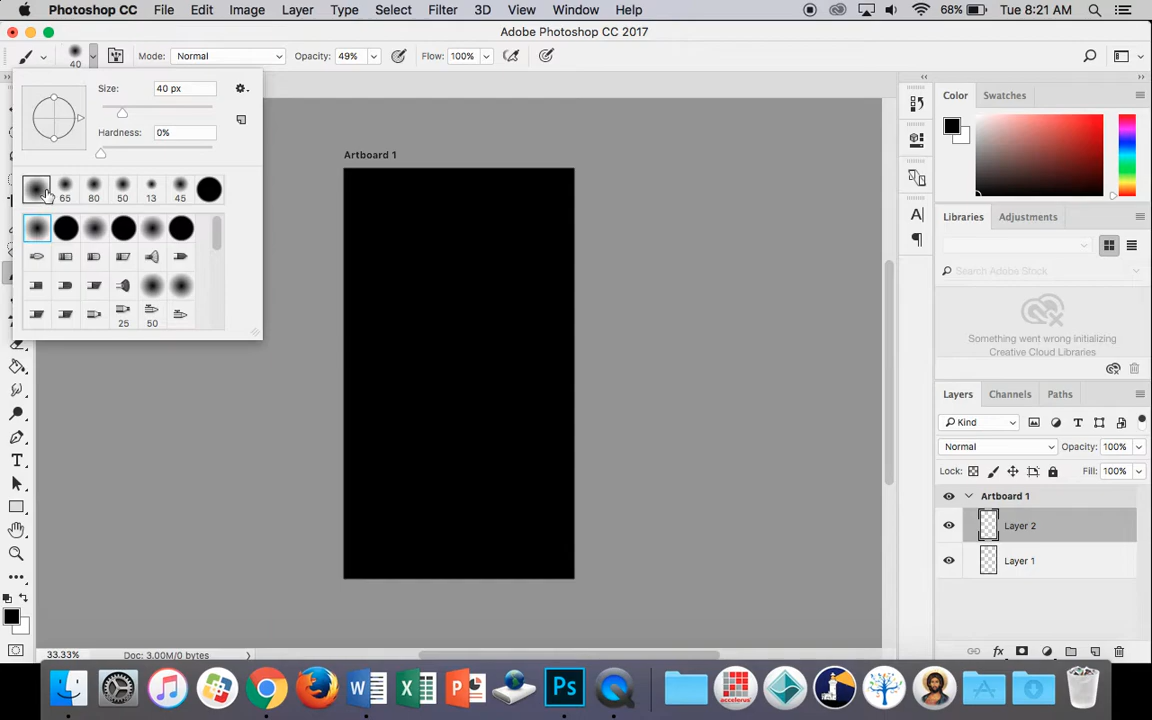 Photoshop CC File Edit Image Layer Type Select Filter 3D View Window Help 68% Tue 8:21 AM
Adobe Photoshop CC 2017
40 Mode: Normal Opacity: 49% Flow: 100%
Size: 40 px
Hardness: 0%
65 80 50 13 45
25 50
Artboard 1
Color Swatches
Libraries Adjustments
Search Adobe Stock
Something went wrong initializing
Creative Cloud Libraries
Layers Channels Paths
Kind
Normal Opacity: 100%
Lock: Fill: 100%
Artboard 1
Layer 2
Layer 1
33.33% Doc: 3.00M/0 bytes